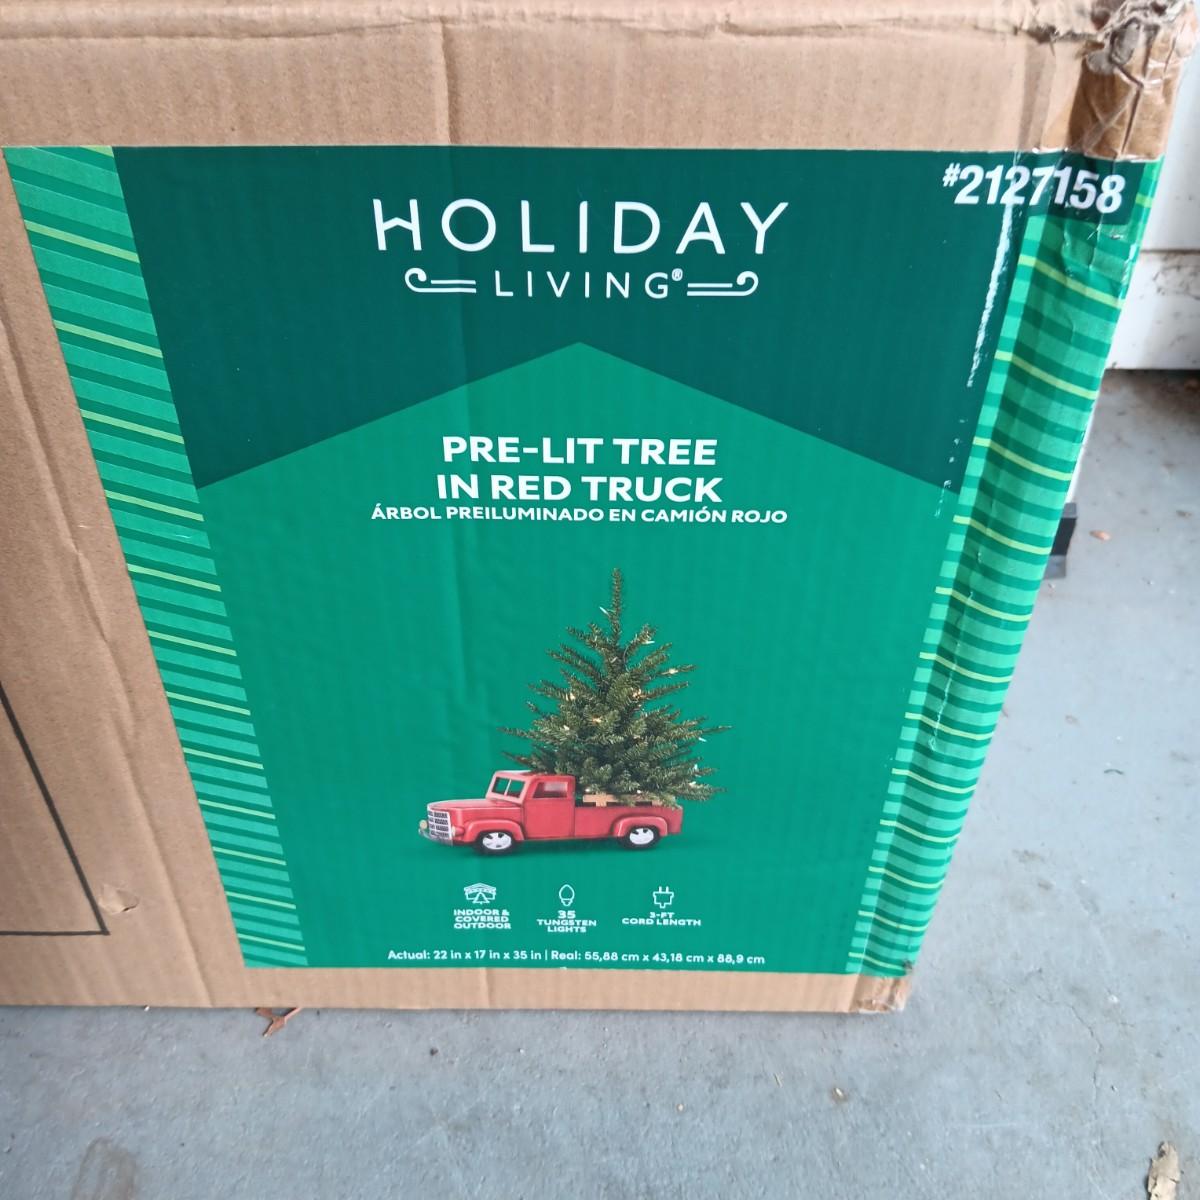 #2127158
HOLIDAY
LIVING®
PRE-LIT TREE
IN RED TRUCK
ÁRBOL PREILUMINADO EN CAMIÓN ROJO
INDOOR &
COVERED
OUTDOOR
35
TUNGSTEN
LIGHTS
3-FT
CORD LENGTH
Actual: 22 in x 17 in x 35 in | Real: 55,88 cm x 43,18 cm x 88,9 cm